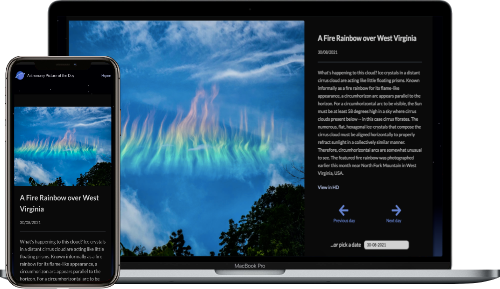 A Fire Rainbow over West Virginia
30/08/2021
What's happening to this cloud? Ice crystals in a distant
cirrus cloud are acting like little floating prisms. Known
informally as a fire rainbow for its flame-like
appearance, a circumhorizon arc appears parallel to the
horizon. For a circumhorizontal arc to be visible, the Sun
must be at least 58 degrees high in a sky where cirrus
clouds present below -- in this case cirrus fibrates. The
numerous, flat, hexagonal ice-crystals that compose the
cirrus cloud must be aligned horizontally to properly
refract sunlight in a collectively similar manner.
Therefore, circumhorizontal arcs are somewhat unusual
to see. The featured fire rainbow was photographed
earlier this month near North Fork Mountain in West
Virginia, USA.
View in HD
Previous day
Next day
...or pick a date
30-08-2021
MacBook Pro
Astronomy Picture of the Day
Home
A Fire Rainbow over West
Virginia
30/08/2021
What's happening to this cloud? Ice crystals
in a distant cirrus cloud are acting like little
floating prisms. Known informally as a fire
rainbow for its flame-like appearance, a
circumhorizon arc appears parallel to the
horizon. For a circumhorizontal arc to be